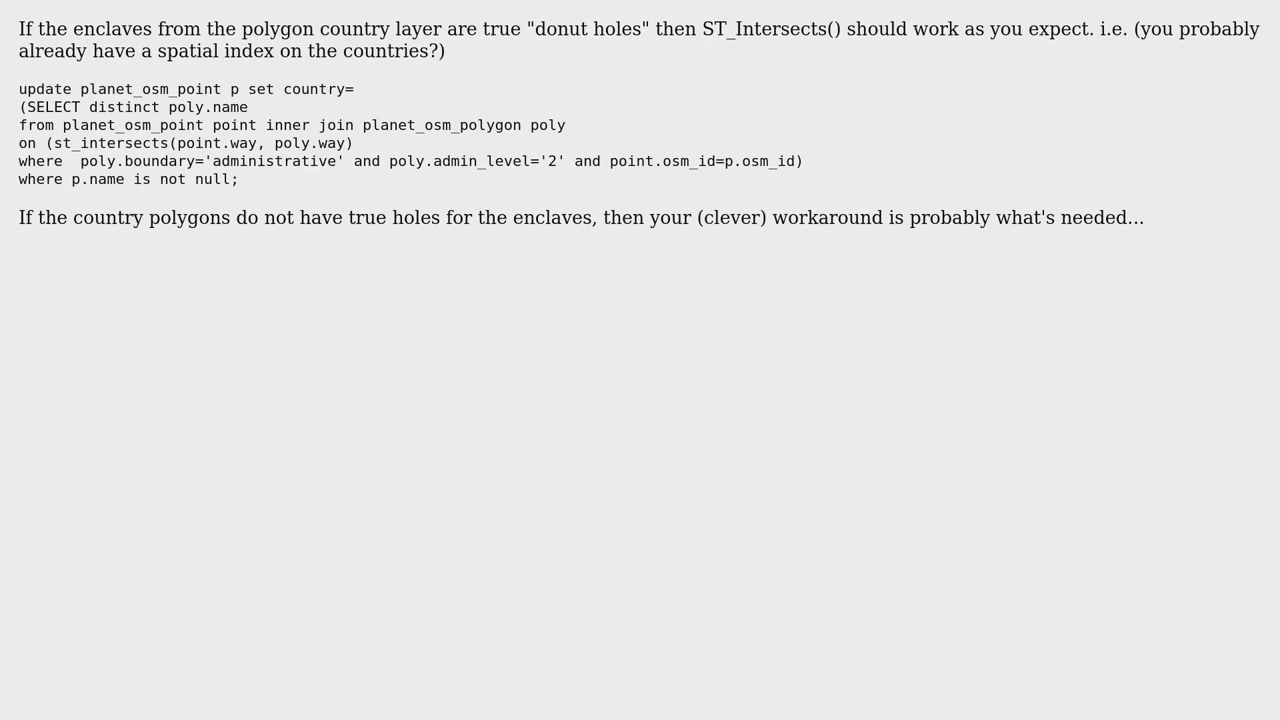 If the enclaves from the polygon country layer are true "donut holes" then ST_Intersects() should work as you expect. i.e. (you probably
already have a spatial index on the countries?)
update planet_osm_point p set country=
(SELECT distinct poly.name
from planet_osm_point point inner join planet_osm_polygon poly
on (st_intersects(point.way, poly.way)
where  poly.boundary='administrative' and poly.admin_level='2' and point.osm_id=p.osm_id)
where p.name is not null;
If the country polygons do not have true holes for the enclaves, then your (clever) workaround is probably what's needed...